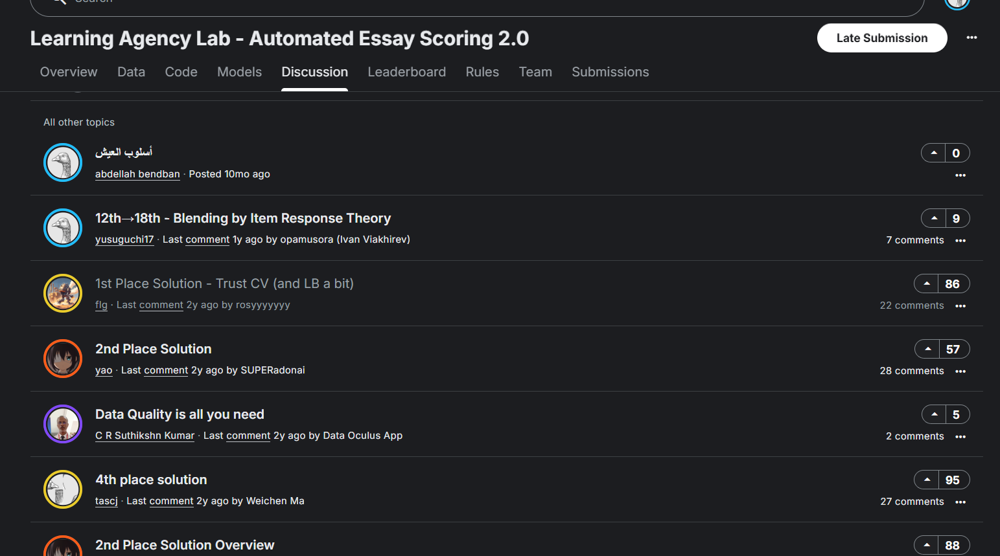 Search
Learning Agency Lab - Automated Essay Scoring 2.0
Late Submission
Overview Data Code Models Discussion Leaderboard Rules Team Submissions
All other topics
أسلوب العيش
0
abdellah bendban · Posted 10mo ago
12th→18th - Blending by Item Response Theory
9
yusuguchi17 · Last comment 1y ago by opamusora (Ivan Viakhirev)
7 comments
1st Place Solution - Trust CV (and LB a bit)
86
flg · Last comment 2y ago by rosyyyyyyy
22 comments
2nd Place Solution
57
yao · Last comment 2y ago by SUPERadonai
28 comments
Data Quality is all you need
5
C R Suthikshn Kumar · Last comment 2y ago by Data Oculus App
2 comments
4th place solution
95
tascj · Last comment 2y ago by Weichen Ma
27 comments
2nd Place Solution Overview
88